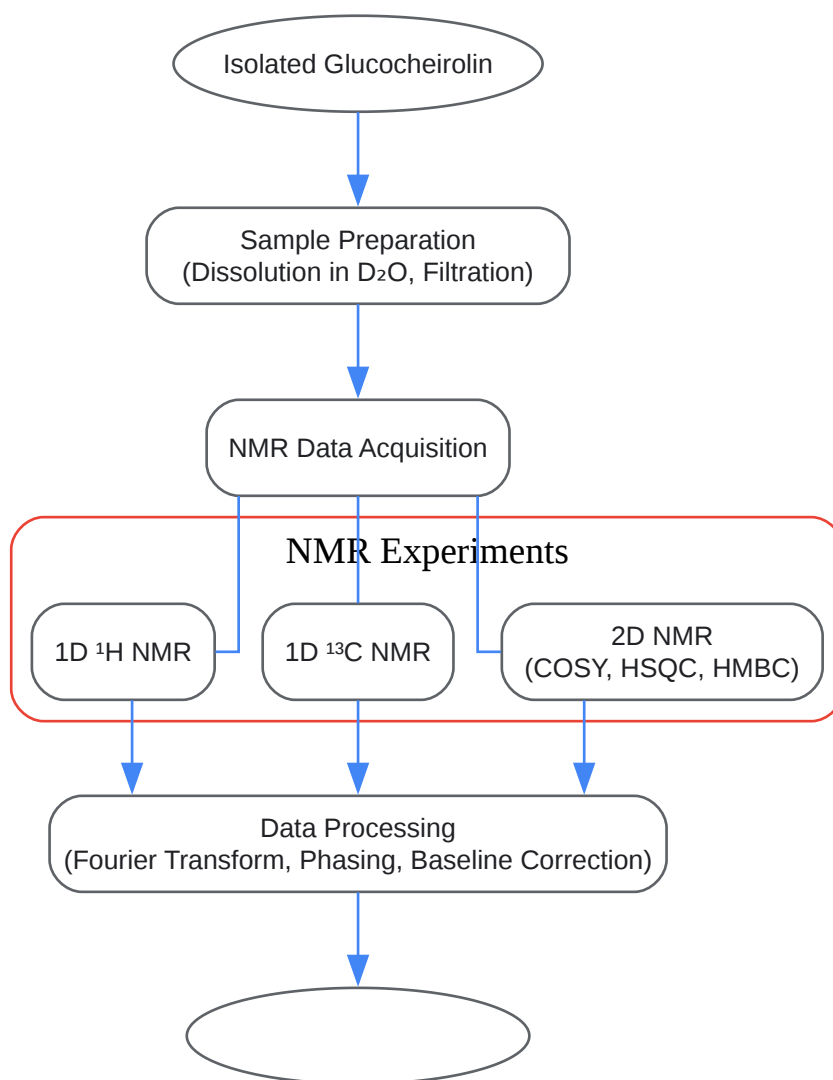 Isolated Glucocheirolin
Sample Preparation
(Dissolution in D₂O, Filtration)
NMR Data Acquisition
NMR Experiments
1D ¹H NMR
1D ¹³C NMR
2D NMR
(COSY, HSQC, HMBC)
Data Processing
(Fourier Transform, Phasing, Baseline Correction)